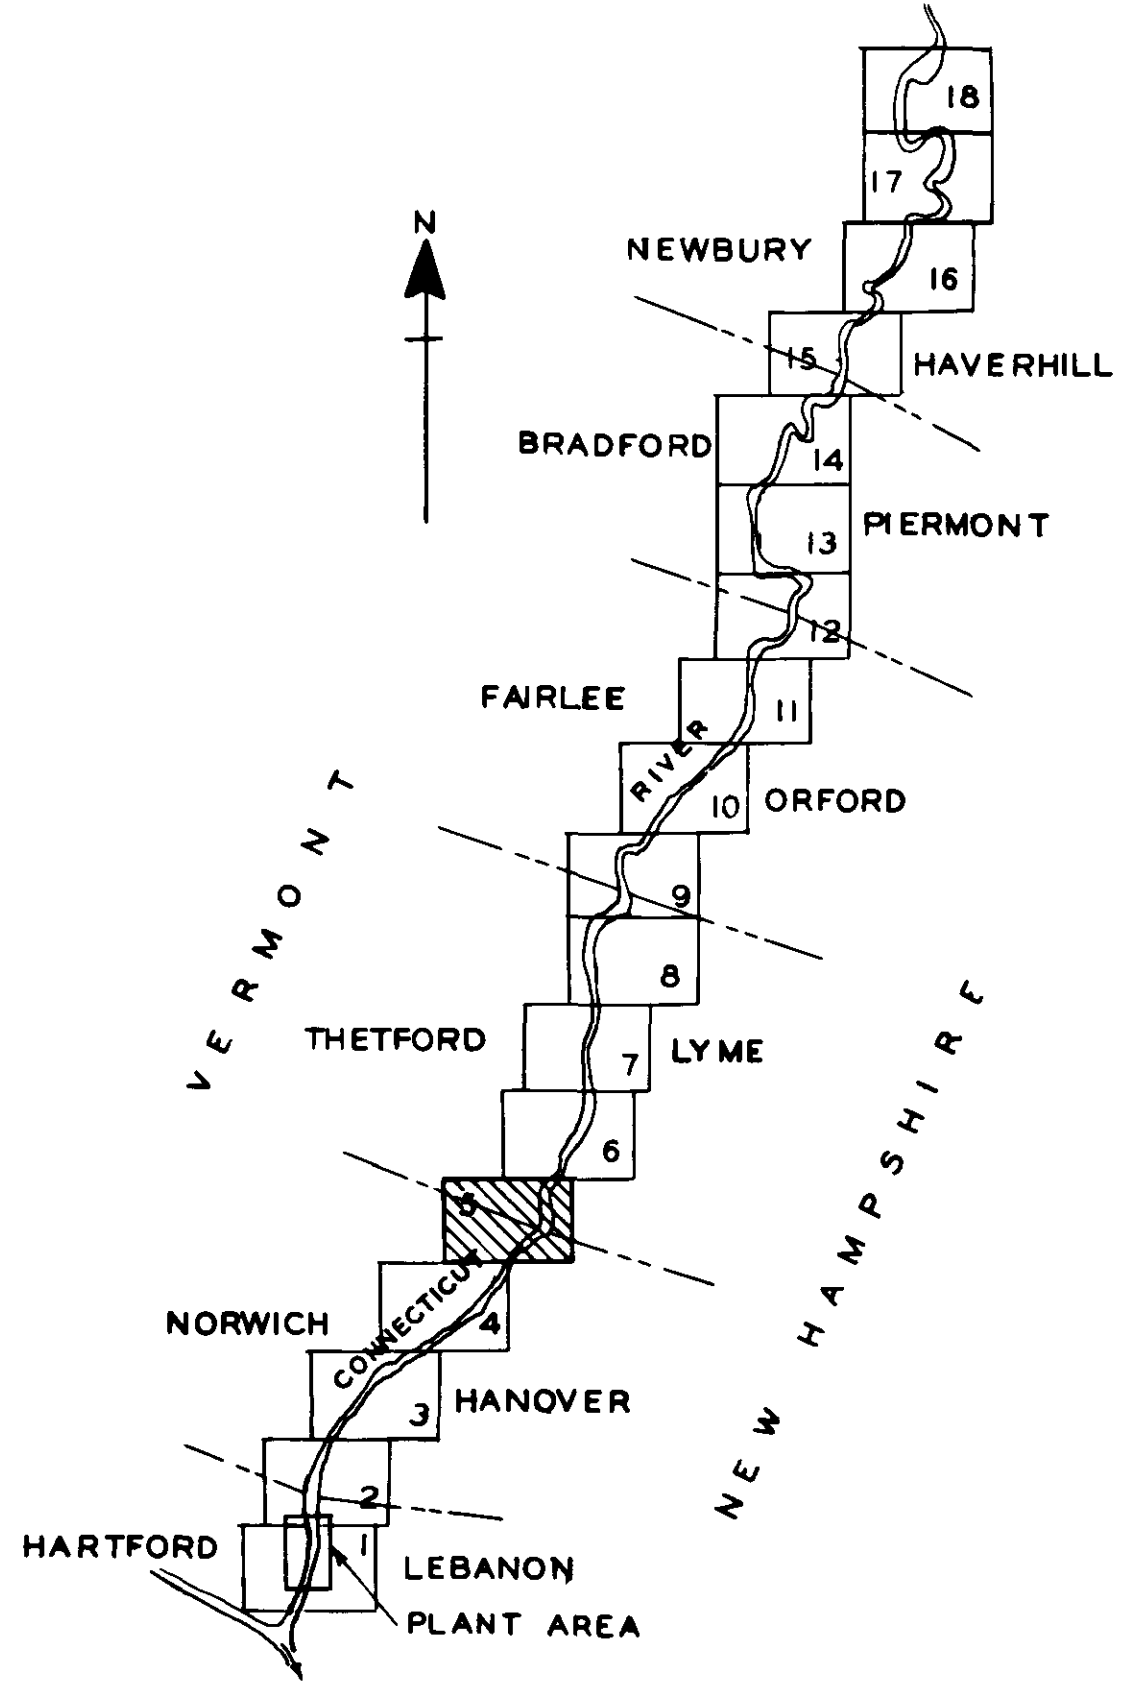 18
17
N
NEWBURY
16
15
HAVERHILL
BRADFORD
14
PIERMONT
13
12
FAIRLEE
11
RIVER
10
ORFORD
9
8
VERMONT
THETFORD
LYME
7
6
5
NEW HAMPSHIRE
CONNECTICUT
NORWICH
4
3
HANOVER
2
HARTFORD
1
LEBANON
PLANT AREA